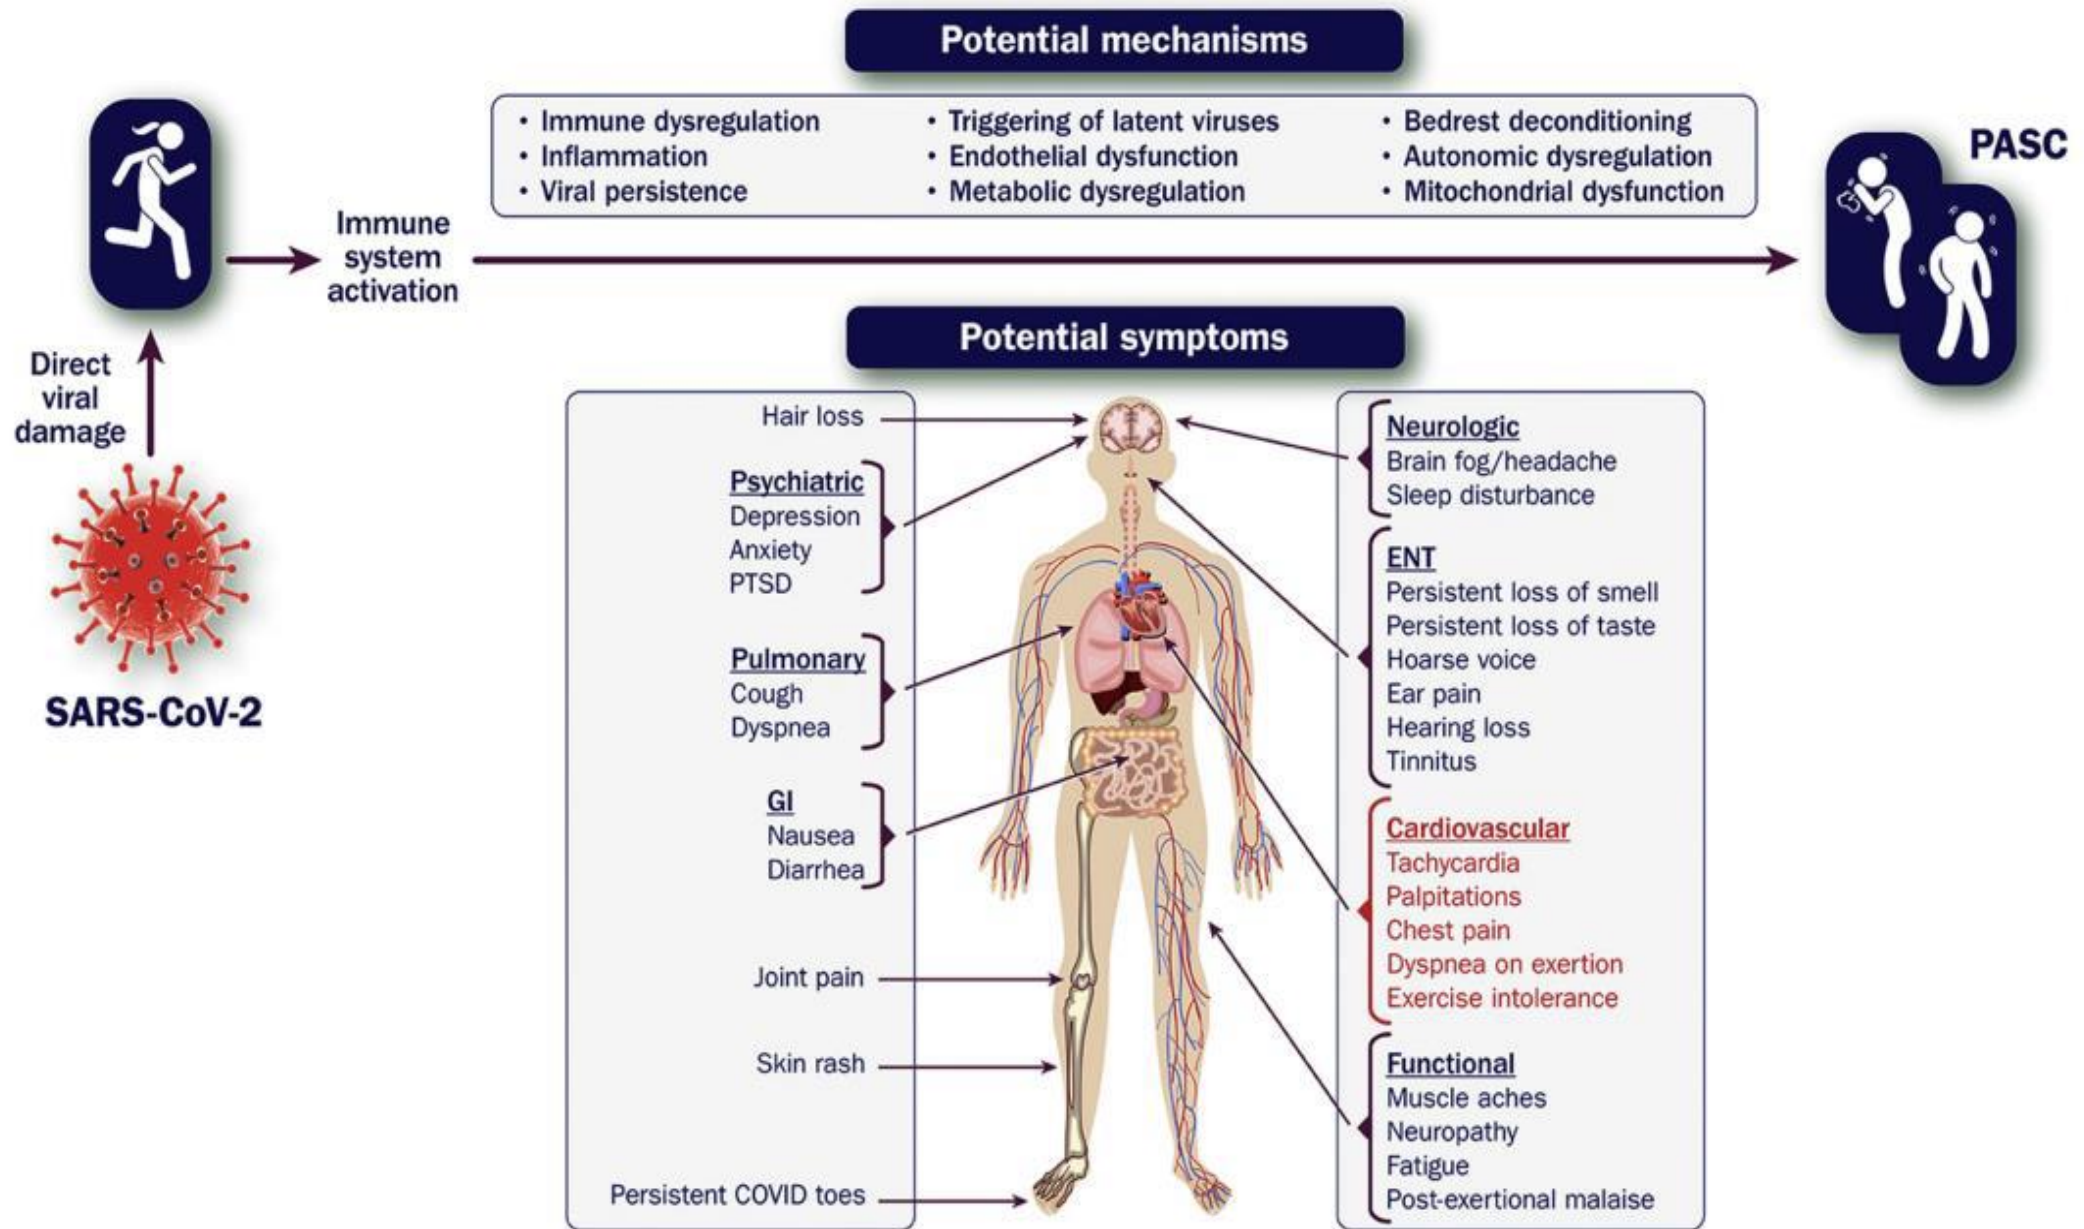 Potential mechanisms
• Immune dysregulation
• Inflammation
• Viral persistence
• Triggering of latent viruses
• Endothelial dysfunction
• Metabolic dysregulation
• Bedrest deconditioning
• Autonomic dysregulation
• Mitochondrial dysfunction
PASC
Immune
system
activation
Direct
viral
damage
SARS-CoV-2
Potential symptoms
Hair loss
Psychiatric
Depression
Anxiety
PTSD
Pulmonary
Cough
Dyspnea
GI
Nausea
Diarrhea
Joint pain
Skin rash
Persistent COVID toes
Neurologic
Brain fog/headache
Sleep disturbance
ENT
Persistent loss of smell
Persistent loss of taste
Hoarse voice
Ear pain
Hearing loss
Tinnitus
Cardiovascular
Tachycardia
Palpitations
Chest pain
Dyspnea on exertion
Exercise intolerance
Functional
Muscle aches
Neuropathy
Fatigue
Post-exertional malaise